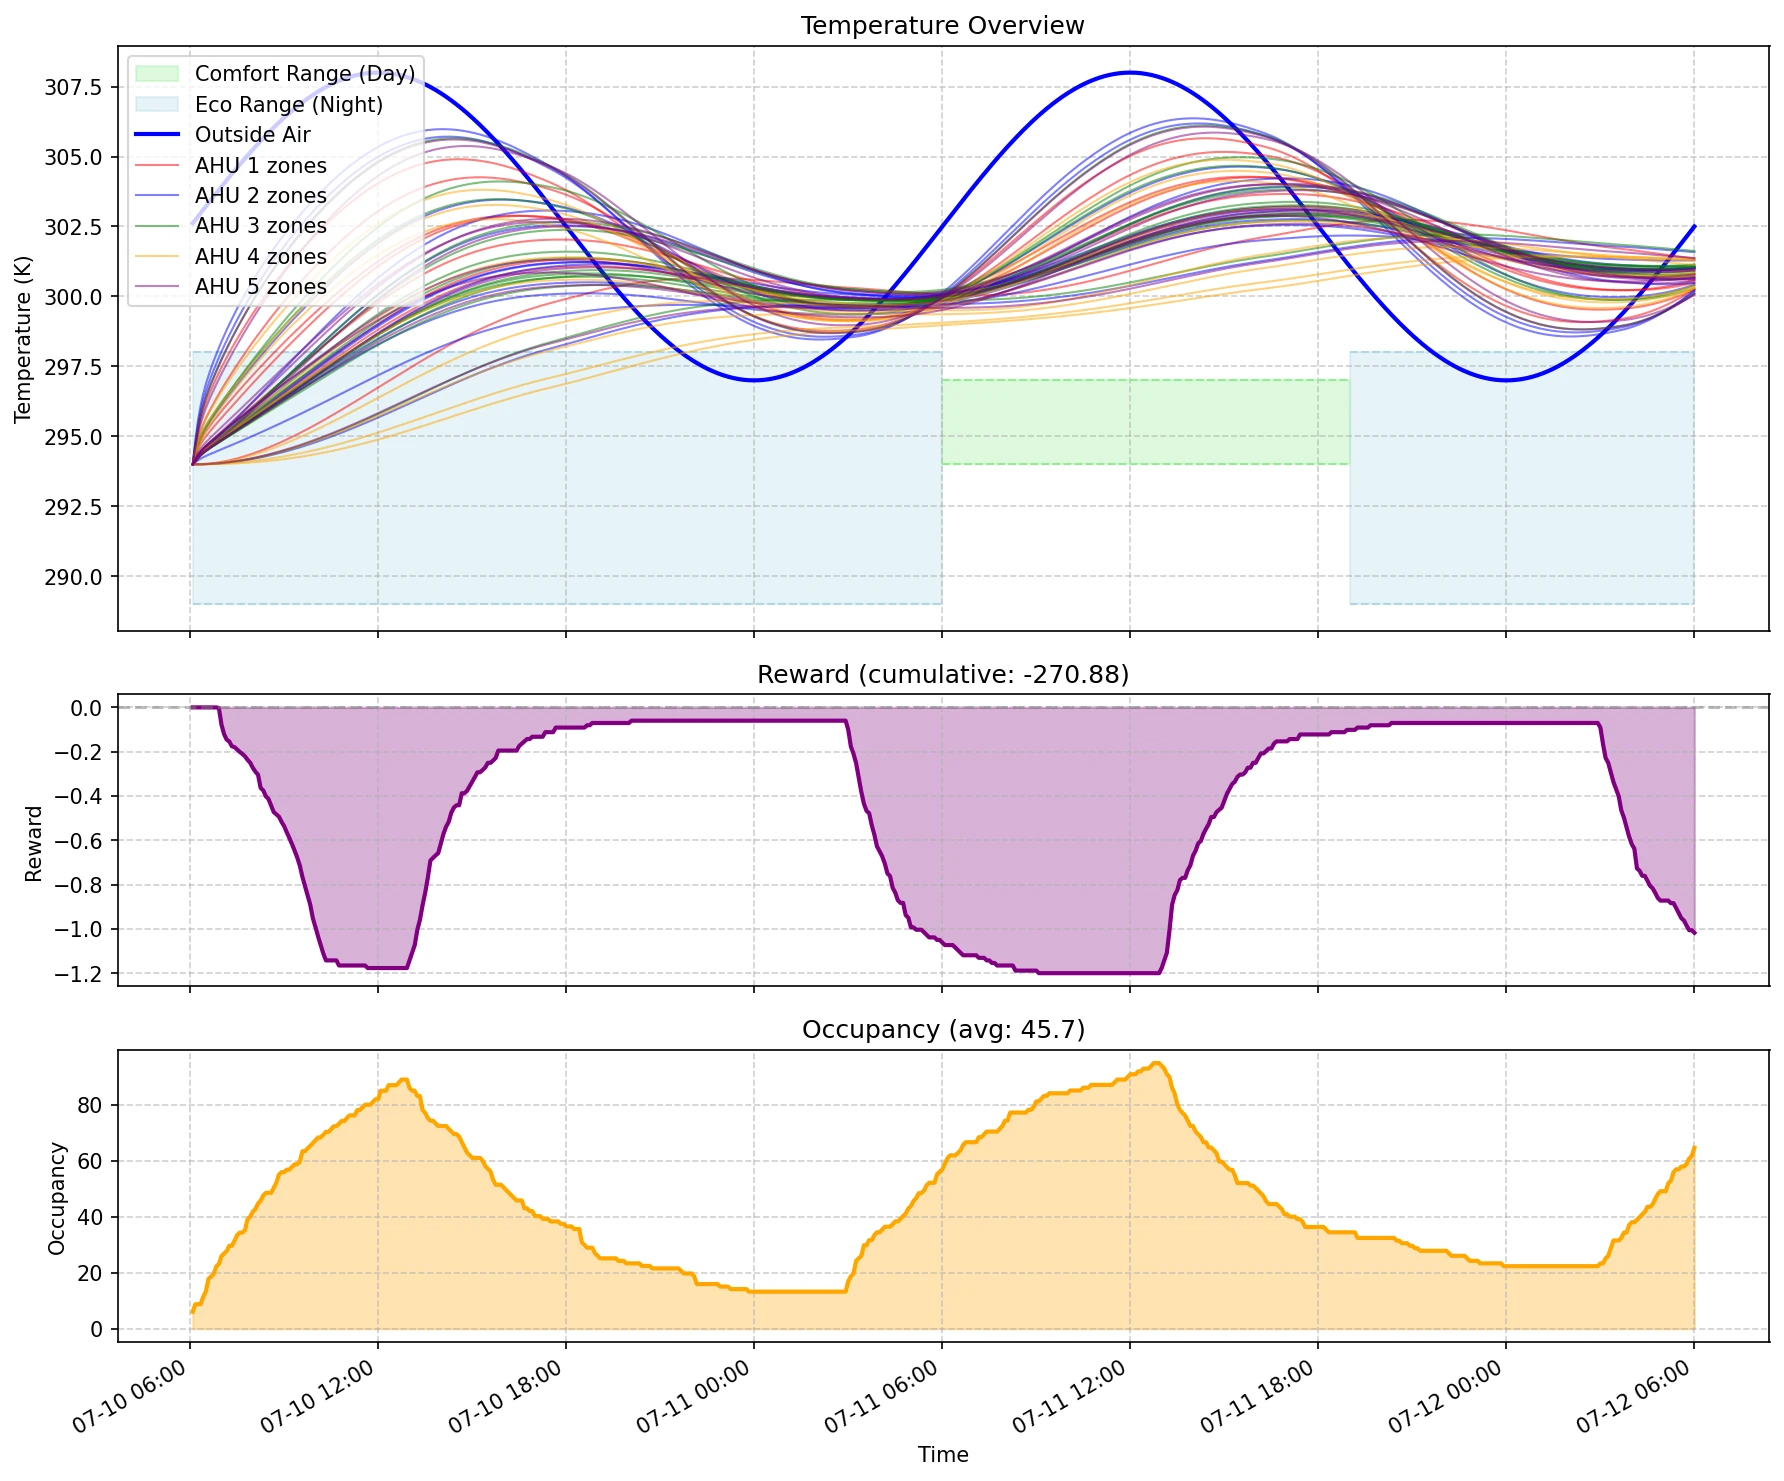 Temperature Overview
307.5
305.0
302.5
300.0
297.5
295.0
292.5
290.0
Temperature (K)
Comfort Range (Day)
Eco Range (Night)
Outside Air
AHU 1 zones
AHU 2 zones
AHU 3 zones
AHU 4 zones
AHU 5 zones
Reward (cumulative: -270.88)
0.0
−0.2
−0.4
−0.6
−0.8
−1.0
−1.2
Reward
Occupancy (avg: 45.7)
80
60
40
20
0
Occupancy
07-10 06:00
07-10 12:00
07-10 18:00
07-11 00:00
07-11 06:00
07-11 12:00
07-11 18:00
07-12 00:00
07-12 06:00
Time